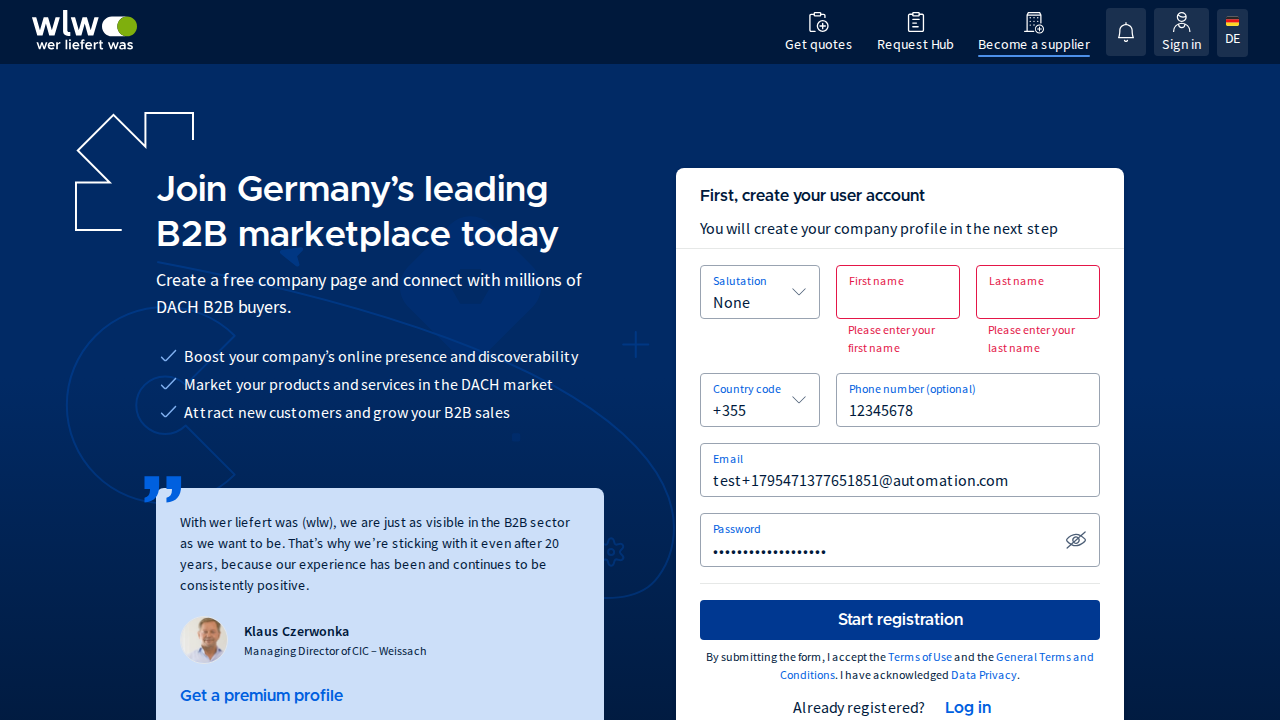 wlw
wer liefert was
Get quotes
Request Hub
Become a supplier
Sign in
DE
Join Germany’s leading
B2B marketplace today
Create a free company page and connect with millions of
DACH B2B buyers.
Boost your company’s online presence and discoverability
Market your products and services in the DACH market
Attract new customers and grow your B2B sales
With wer liefert was (wlw), we are just as visible in the B2B sector
as we want to be. That’s why we’re sticking with it even after 20
years, because our experience has been and continues to be
consistently positive.
Klaus Czerwonka
Managing Director of CIC – Weissach
Get a premium profile
First, create your user account
You will create your company profile in the next step
Salutation
None
First name
Last name
Please enter your
first name
Please enter your
last name
Country code
+355
Phone number (optional)
12345678
Email
test+1795471377651851@automation.com
Password
•••••••••••••••••••
Start registration
By submitting the form, I accept the Terms of Use and the General Terms and
Conditions. I have acknowledged Data Privacy.
Already registered? Log in